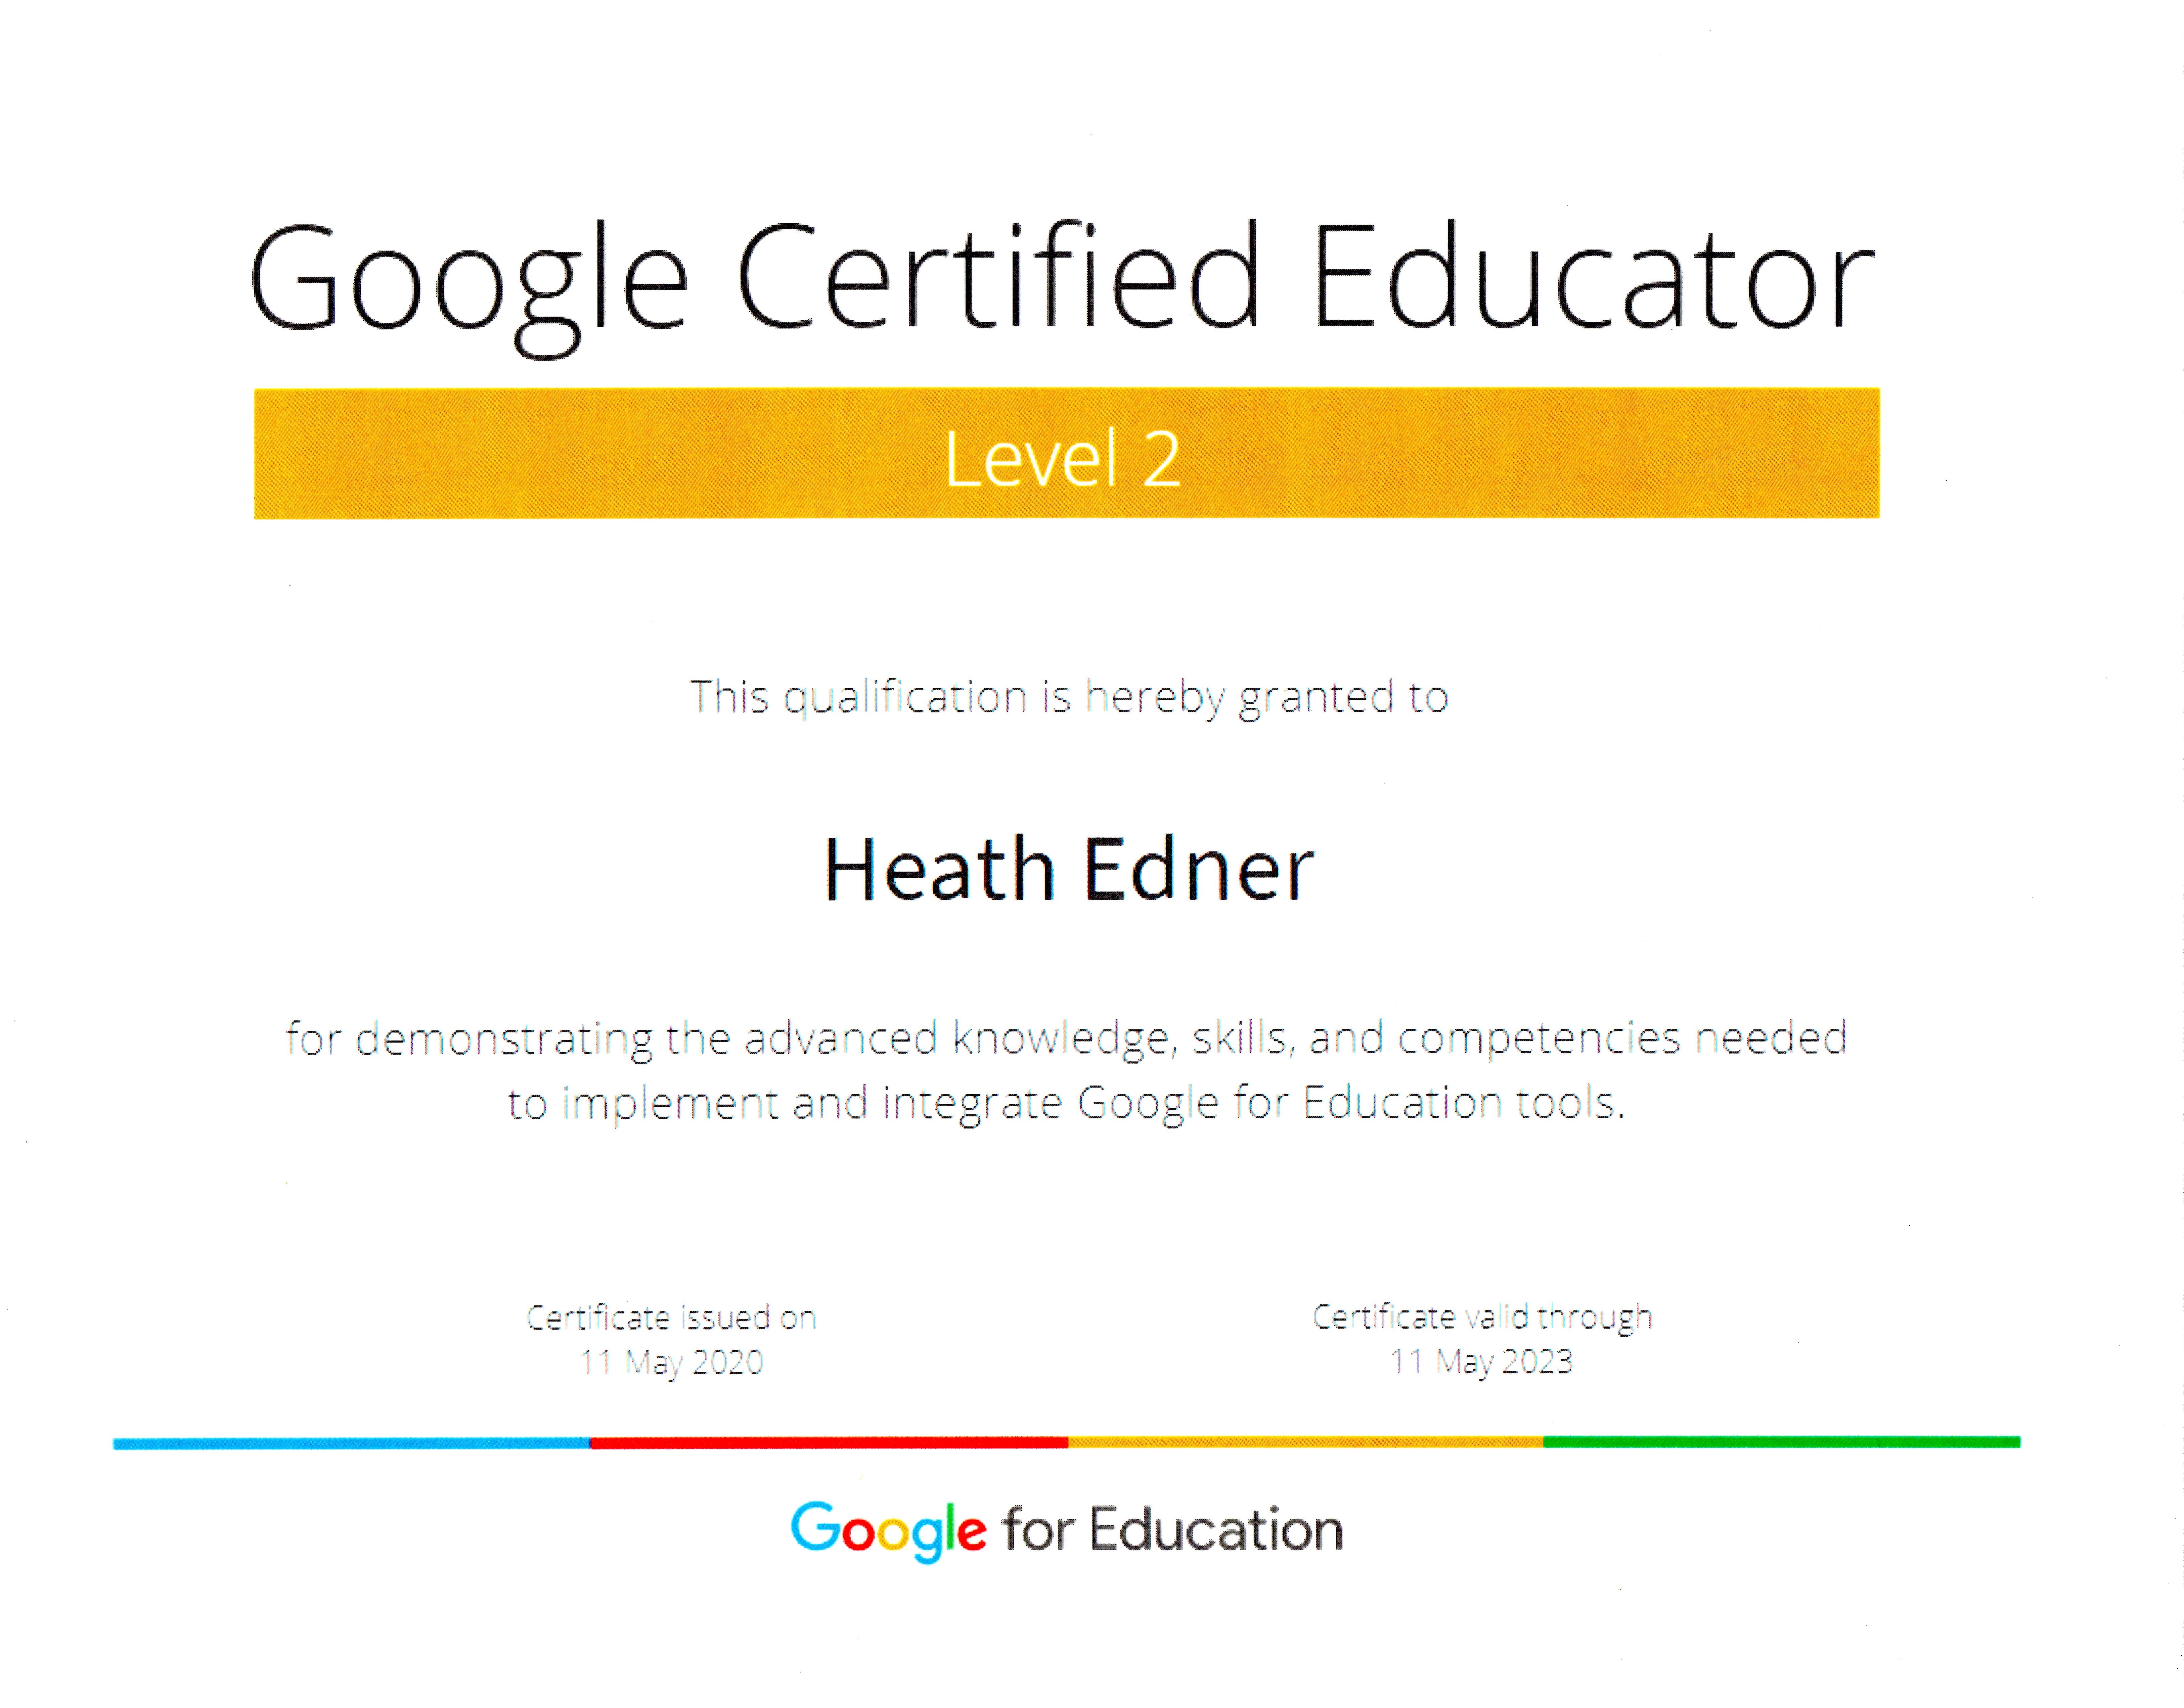 Google Certified Educator
Level 2
This qualification is hereby granted to
Heath Edner
for demonstrating the advanced knowledge, skills, and competencies needed
to implement and integrate Google for Education tools.
Certificate issued on
11 May 2020
Certificate valid through
11 May 2023
Google for Education